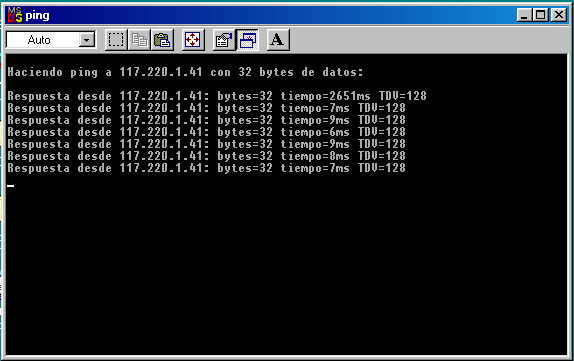 MS DOS ping
Auto
A
Haciendo ping a 117.220.1.41 con 32 bytes de datos:
Respuesta desde 117.220.1.41: bytes=32 tiempo=2651ms TDV=128
Respuesta desde 117.220.1.41: bytes=32 tiempo=7ms TDV=128
Respuesta desde 117.220.1.41: bytes=32 tiempo=9ms TDV=128
Respuesta desde 117.220.1.41: bytes=32 tiempo=6ms TDV=128
Respuesta desde 117.220.1.41: bytes=32 tiempo=9ms TDV=128
Respuesta desde 117.220.1.41: bytes=32 tiempo=8ms TDV=128
Respuesta desde 117.220.1.41: bytes=32 tiempo=7ms TDV=128